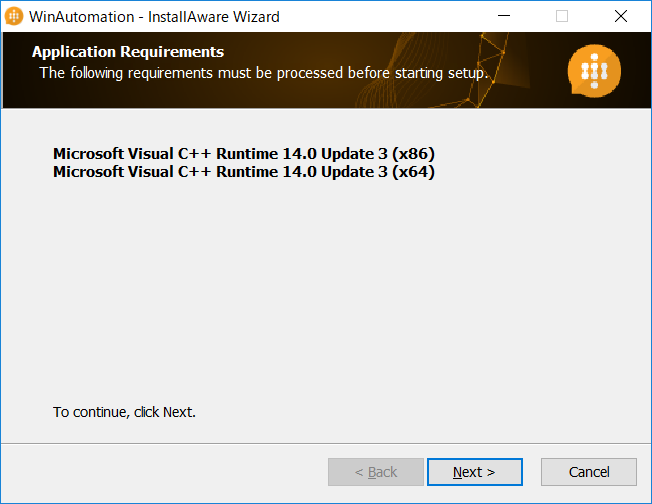 WinAutomation - InstallAware Wizard
Application Requirements
The following requirements must be processed before starting setup.
Microsoft Visual C++ Runtime 14.0 Update 3 (x86)
Microsoft Visual C++ Runtime 14.0 Update 3 (x64)
To continue, click Next.
< Back Next > Cancel